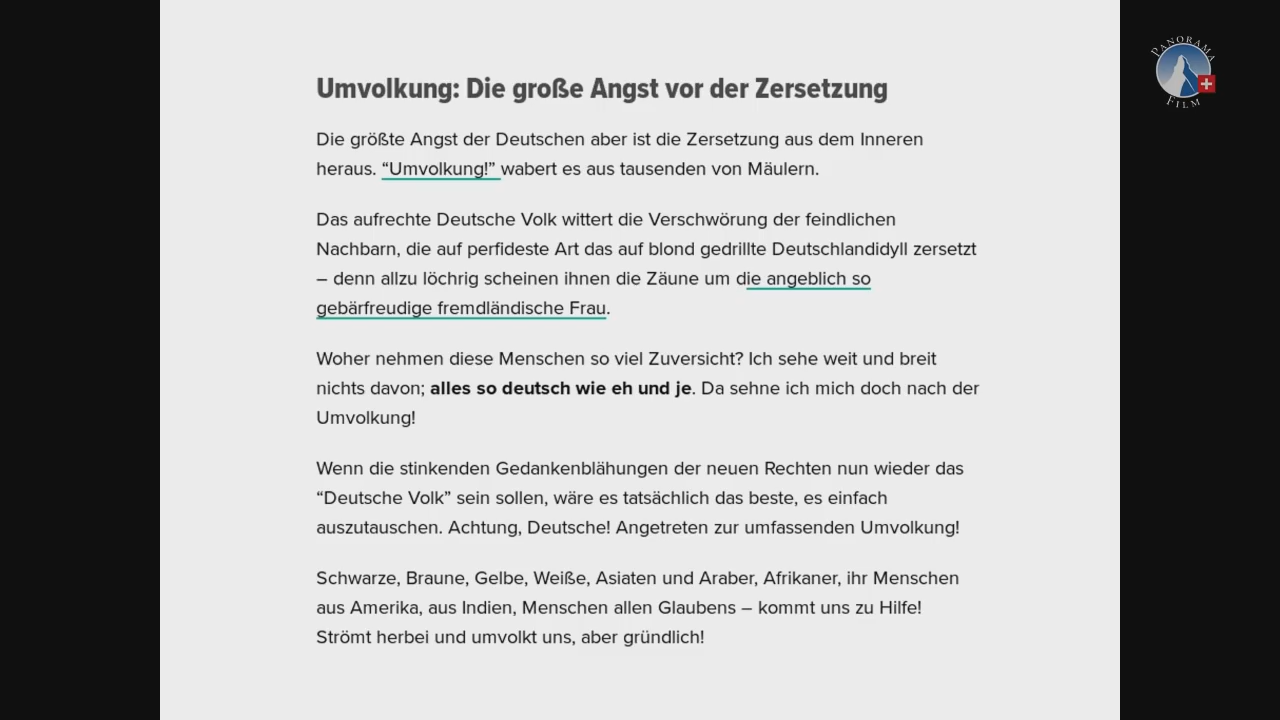 PANORAMA
FILM
Umvolkung: Die große Angst vor der Zersetzung
Die größte Angst der Deutschen aber ist die Zersetzung aus dem Inneren
heraus. “Umvolkung!” wabert es aus tausenden von Mäulern.
Das aufrechte Deutsche Volk wittert die Verschwörung der feindlichen
Nachbarn, die auf perfideste Art das auf blond gedrillte Deutschlandidyll zersetzt
– denn allzu löchrig scheinen ihnen die Zäune um die angeblich so
gebärfreudige fremdländische Frau.
Woher nehmen diese Menschen so viel Zuversicht? Ich sehe weit und breit
nichts davon; alles so deutsch wie eh und je. Da sehne ich mich doch nach der
Umvolkung!
Wenn die stinkenden Gedankenblähungen der neuen Rechten nun wieder das
“Deutsche Volk” sein sollen, wäre es tatsächlich das beste, es einfach
auszutauschen. Achtung, Deutsche! Angetreten zur umfassenden Umvolkung!
Schwarze, Braune, Gelbe, Weiße, Asiaten und Araber, Afrikaner, ihr Menschen
aus Amerika, aus Indien, Menschen allen Glaubens – kommt uns zu Hilfe!
Strömt herbei und umvolkt uns, aber gründlich!